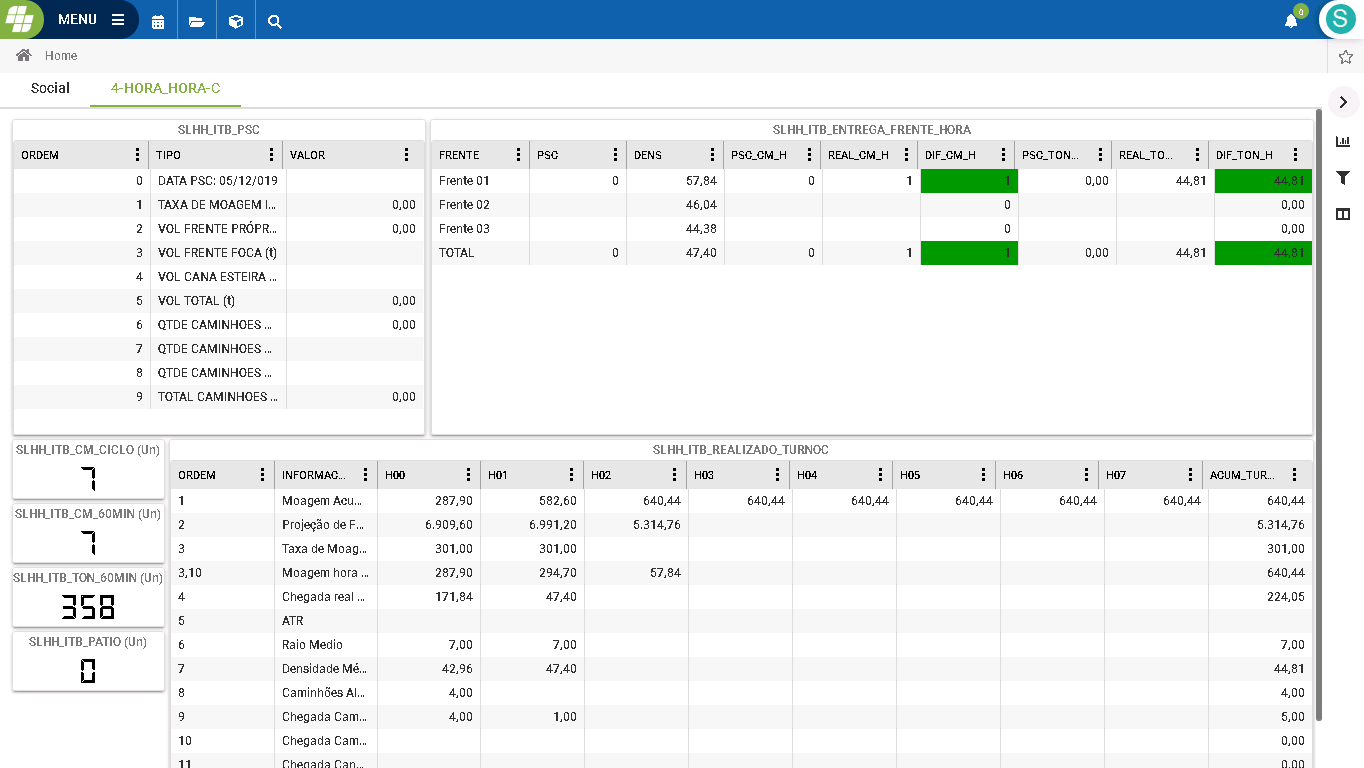 MENU
0
S
Home
Social 4-HORA_HORA-C
SLHH_ITB_PSC
ORDEM TIPO VALOR
0 DATA PSC: 05/12/019
1 TAXA DE MOAGEM I... 0,00
2 VOL FRENTE PRÓPR... 0,00
3 VOL FRENTE FOCA (t)
4 VOL CANA ESTEIRA ...
5 VOL TOTAL (t) 0,00
6 QTDE CAMINHOES ... 0,00
7 QTDE CAMINHOES ...
8 QTDE CAMINHOES ...
9 TOTAL CAMINHOES ... 0,00
SLHH_ITB_ENTREGA_FRENTE_HORA
FRENTE PSC DENS PSC_CM_H REAL_CM_H DIF_CM_H PSC_TON... REAL_TO... DIF_TON_H
Frente 01 0 57,84 0 1 1 0,00 44,81 44,81
Frente 02 46,04 0 0,00
Frente 03 44,38 0 0,00
TOTAL 0 47,40 0 1 1 0,00 44,81 44,81
SLHH_ITB_CM_CICLO (Un)
7
SLHH_ITB_CM_60MIN (Un)
7
SLHH_ITB_TON_60MIN (Un)
358
SLHH_ITB_PATIO (Un)
0
SLHH_ITB_REALIZADO_TURNOC
ORDEM INFORMAC... H00 H01 H02 H03 H04 H05 H06 H07 ACUM_TUR...
1 Moagem Acu... 287,90 582,60 640,44 640,44 640,44 640,44 640,44 640,44 640,44
2 Projeção de F... 6.909,60 6.991,20 5.314,76 5.314,76
3 Taxa de Moag... 301,00 301,00 301,00
3,10 Moagem hora ... 287,90 294,70 57,84 640,44
4 Chegada real ... 171,84 47,40 224,05
5 ATR
6 Raio Medio 7,00 7,00 7,00
7 Densidade Mé... 42,96 47,40 44,81
8 Caminhões Al... 4,00 4,00
9 Chegada Cam... 4,00 1,00 5,00
10 Chegada Cam... 0,00
11 Chegada Can... 0,00